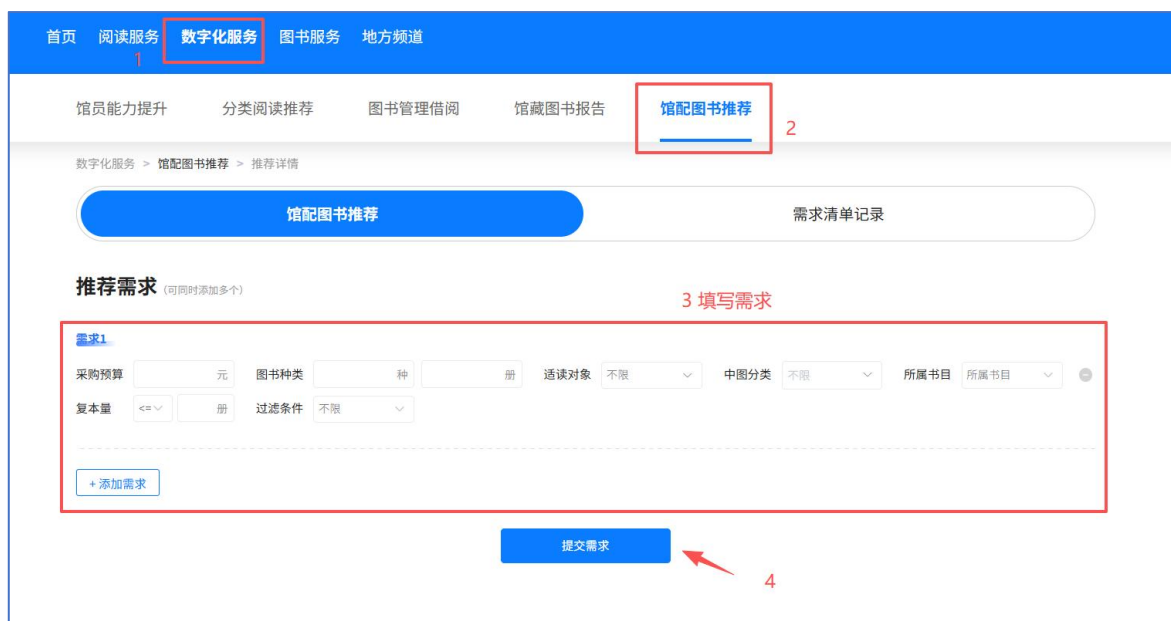 首页 阅读服务 数字化服务 图书服务 地方频道
1
馆员能力提升 分类阅读推荐 图书管理借阅 馆藏图书报告 馆配图书推荐
2
数字化服务 > 馆配图书推荐 > 推荐详情
馆配图书推荐 需求清单记录
推荐需求 (可同时添加多个)
3 填写需求
需求1
采购预算 元 图书种类 种 册 适读对象 不限 中图分类 不限 所属书目 所属书目
复本量 <= 册 过滤条件 不限
+ 添加需求
提交需求
4